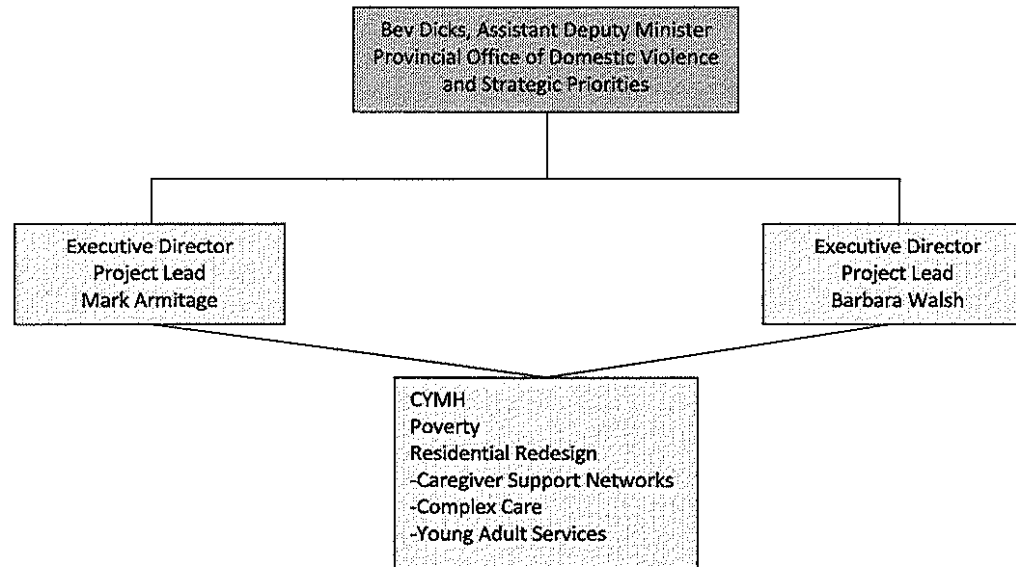 Bev Dicks, Assistant Deputy Minister
Provincial Office of Domestic Violence
and Strategic Priorities
Executive Director
Project Lead
Mark Armitage
Executive Director
Project Lead
Barbara Walsh
CYMH
Poverty
Residential Redesign
-Caregiver Support Networks
-Complex Care
-Young Adult Services